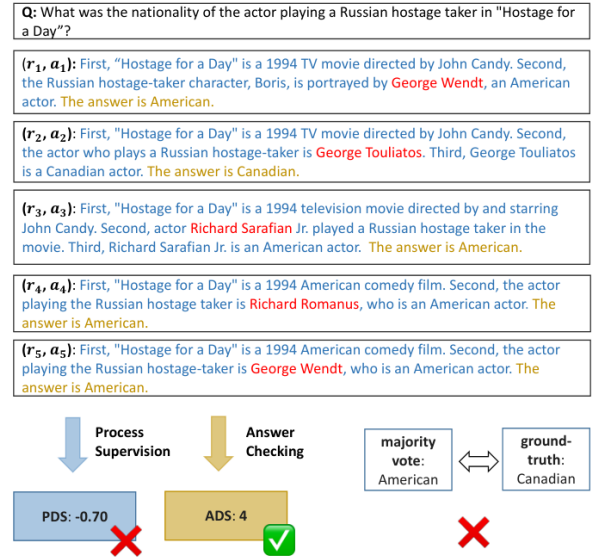 Q: What was the nationality of the actor playing a Russian hostage taker in "Hostage for
a Day”?
(r₁, a₁): First, “Hostage for a Day" is a 1994 TV movie directed by John Candy. Second,
the Russian hostage-taker character, Boris, is portrayed by George Wendt, an American
actor. The answer is American.
(r₂, a₂): First, "Hostage for a Day" is a 1994 TV movie directed by John Candy. Second,
the actor who plays a Russian hostage-taker is George Touliatos. Third, George Touliatos
is a Canadian actor. The answer is Canadian.
(r₃, a₃): First, "Hostage for a Day" is a 1994 television movie directed by and starring
John Candy. Second, actor Richard Sarafian Jr. played a Russian hostage taker in the
movie. Third, Richard Sarafian Jr. is an American actor. The answer is American.
(r₄, a₄): First, "Hostage for a Day" is a 1994 American comedy film. Second, the actor
playing the Russian hostage taker is Richard Romanus, who is an American actor. The
answer is American.
(r₅, a₅): First, "Hostage for a Day" is a 1994 American comedy film. Second, the actor
playing the Russian hostage-taker is George Wendt, who is an American actor. The
answer is American.
Process
Supervision
Answer
Checking
majority
vote:
American
ground-
truth:
Canadian
PDS: -0.70
ADS: 4